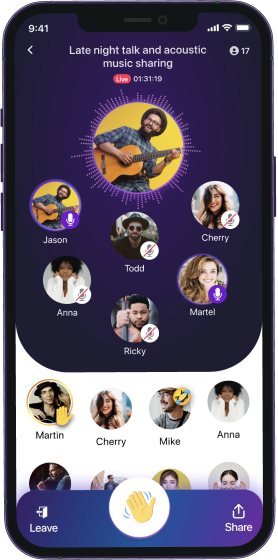 9:41
Late night talk and acoustic
music sharing
17
Live 01:31:19
Jason
Cherry
Todd
Anna
Martel
Ricky
Martin
Cherry
Mike
Anna
Leave
Share